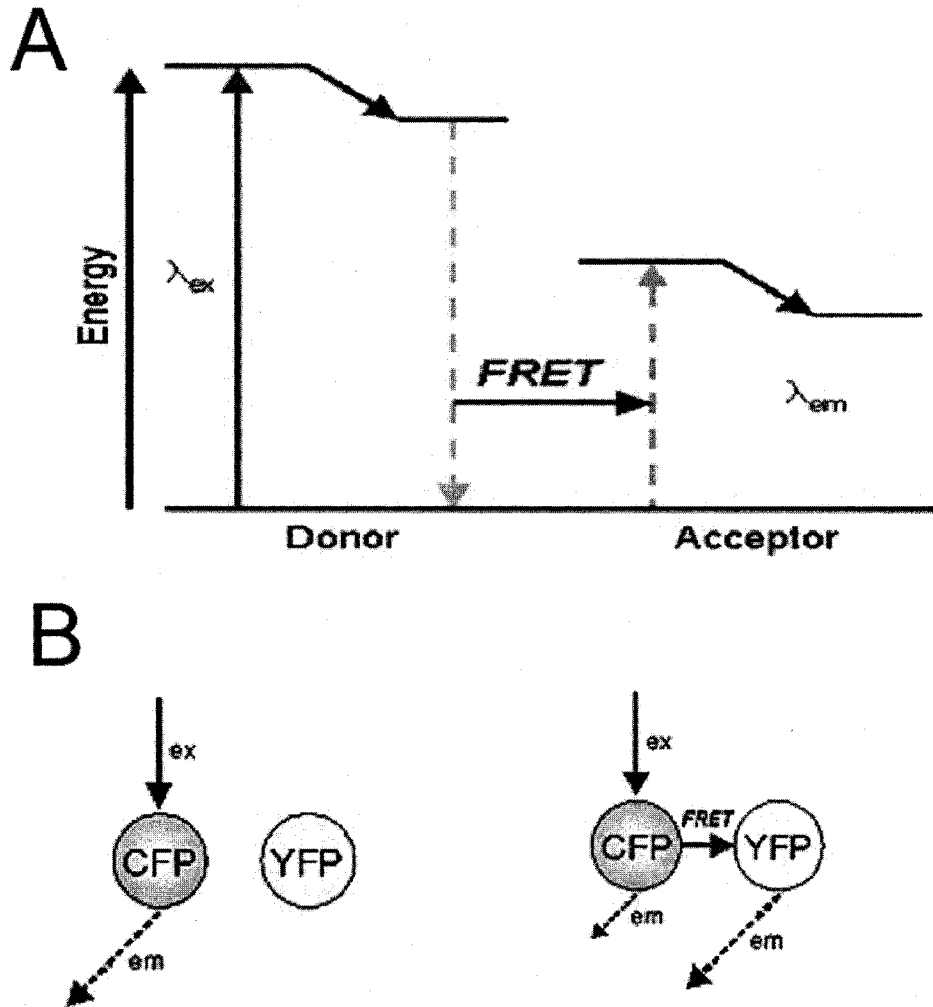 A
Energy
λex
FRET
λem
Donor
Acceptor
B
ex
ex
CFP
YFP
CFP
FRET
YFP
em
em
em